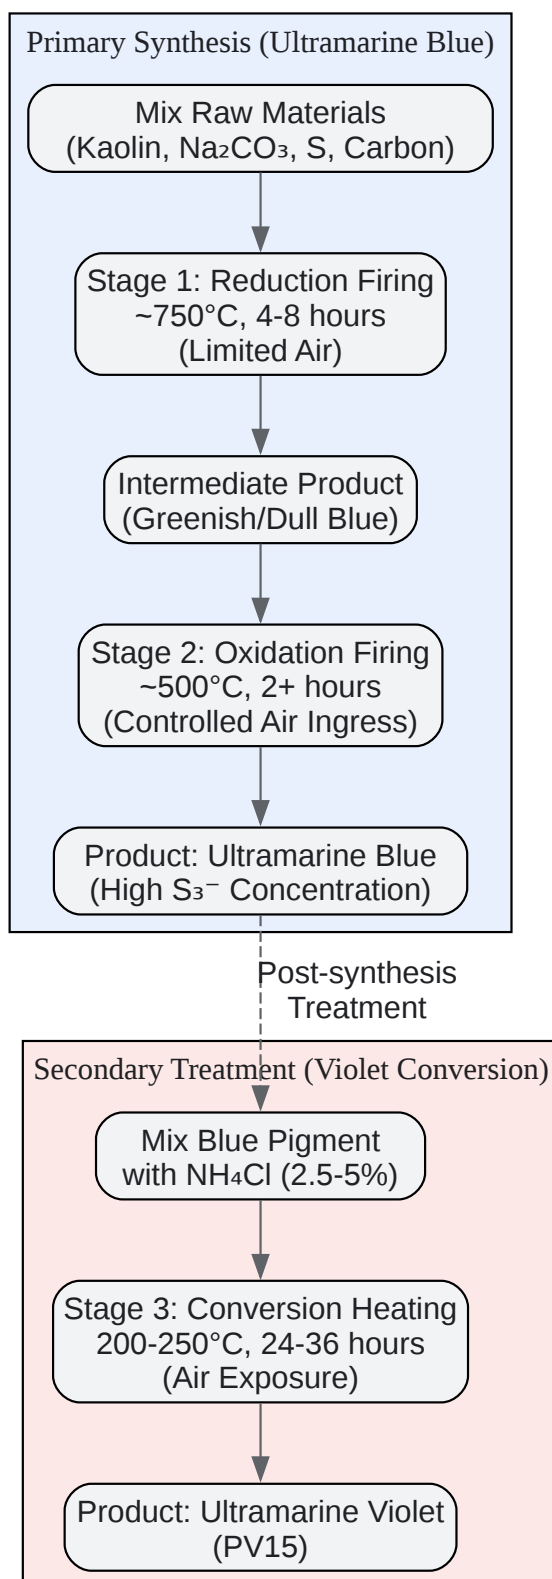 Primary Synthesis (Ultramarine Blue)
Mix Raw Materials
(Kaolin, Na₂CO₃, S, Carbon)
Stage 1: Reduction Firing
~750°C, 4-8 hours
(Limited Air)
Intermediate Product
(Greenish/Dull Blue)
Stage 2: Oxidation Firing
~500°C, 2+ hours
(Controlled Air Ingress)
Product: Ultramarine Blue
(High S₃⁻ Concentration)
Post-synthesis
Treatment
Secondary Treatment (Violet Conversion)
Mix Blue Pigment
with NH₄Cl (2.5-5%)
Stage 3: Conversion Heating
200-250°C, 24-36 hours
(Air Exposure)
Product: Ultramarine Violet
(PV15)